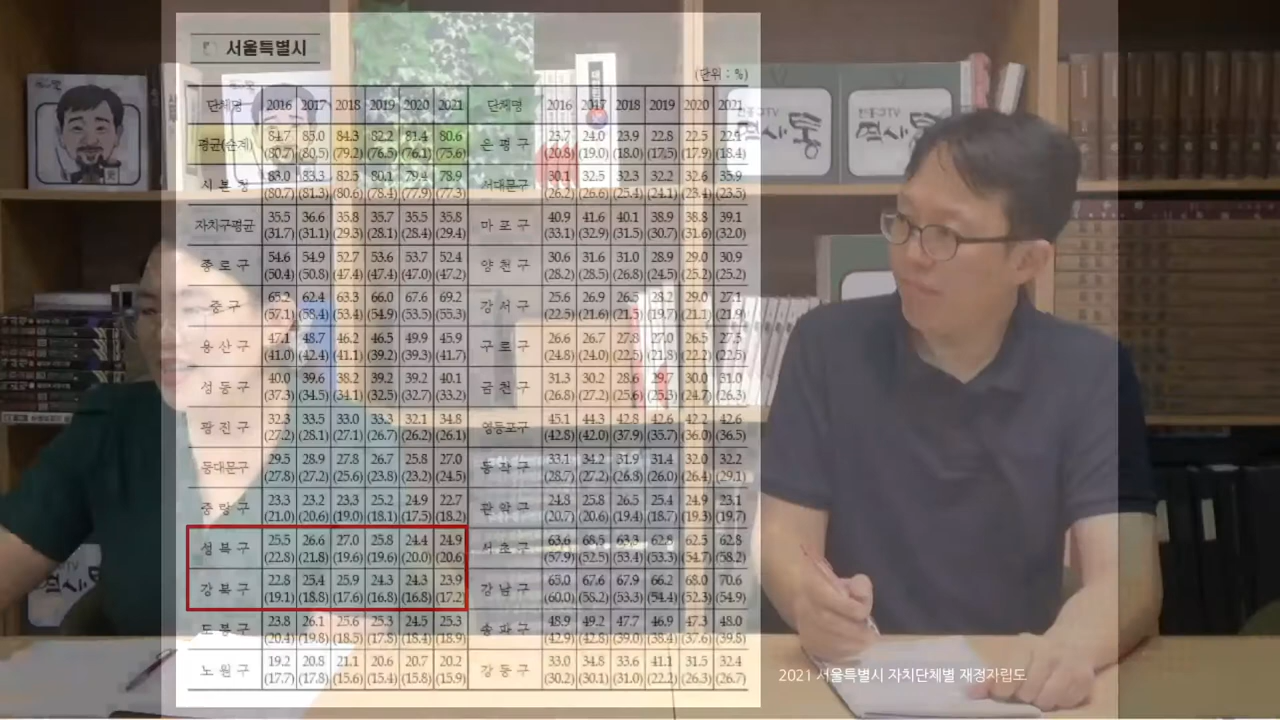 서울특별시
(단위 : %)
단체명 2016 2017 2018 2019 2020 2021 단체명 2016 2017 2018 2019 2020 2021
평균(순계) 84.7 85.0 84.3 82.2 81.4 80.6 은 평 구 23.7 24.0 23.9 22.8 22.5
(80.7) (80.5) (79.2) (76.5) (76.1) (75.6) (20.8) (19.0) (18.0) (17.5) (17.9) (18.4)
시 본 청 83.0 83.3 82.5 80.1 79.4 78.9 서대문구 30.1 32.5 32.3 32.2 32.6 35.9
(80.7) (81.3) (80.6) (78.4) (77.9) (77.3) (26.2) (26.6) (25.4) (24.1) (23.4) (23.5)
자치구평균 35.5 36.6 35.8 35.7 35.5 35.8 마 포 구 40.9 41.6 40.1 38.9 38.8 39.1
(31.7) (31.1) (29.3) (28.1) (28.4) (29.4) (33.1) (32.9) (31.5) (30.7) (31.6) (32.0)
종 로 구 54.6 54.9 52.7 53.6 53.7 52.4 양 천 구 30.6 31.6 31.0 28.9 29.0 30.9
(50.4) (50.8) (47.4) (47.4) (47.0) (47.2) (28.2) (28.5) (26.8) (24.5) (25.2) (25.2)
중 구 65.2 62.4 63.3 66.0 67.6 69.2 강 서 구 25.6 26.9 26.5 28.2 29.0 27.1
(57.1) (58.4) (53.4) (54.9) (53.5) (55.3) (22.5) (21.6) (21.5) (19.7) (21.1) (21.9)
용 산 구 47.1 48.7 46.2 46.5 49.9 45.9 구 로 구 26.6 26.7 27.8 27.0 26.5 27.5
(41.0) (42.4) (41.1) (39.2) (39.3) (41.7) (24.8) (24.0) (22.5) (21.8) (22.2) (22.5)
성 동 구 40.0 39.6 38.2 39.2 39.2 40.1 금 천 구 31.3 30.2 28.6 29.7 30.0 31.0
(37.3) (34.5) (34.1) (32.5) (32.7) (33.2) (26.8) (27.2) (25.6) (25.3) (24.7) (26.3)
광 진 구 32.3 33.5 33.0 33.3 32.1 34.8 영등포구 45.1 44.3 42.8 42.6 42.2 42.6
(27.2) (28.1) (27.1) (26.7) (26.2) (26.1) (42.8) (42.0) (37.9) (35.7) (36.0) (36.5)
동대문구 29.5 28.9 27.8 26.7 25.8 27.0 동 작 구 33.1 34.2 31.9 31.4 32.0 32.2
(27.8) (27.2) (25.6) (23.8) (23.2) (24.5) (28.7) (27.2) (26.8) (26.0) (26.4) (29.1)
중 랑 구 23.3 23.2 23.3 25.2 24.9 22.7 관 악 구 24.8 25.8 26.5 25.4 24.9 23.1
(21.0) (20.6) (19.0) (18.1) (17.5) (18.2) (20.7) (20.6) (19.4) (18.7) (19.3) (19.7)
성 북 구 25.5 26.6 27.0 25.8 24.4 24.9 서 초 구 63.6 68.5 63.3 62.8 62.5 62.8
(22.8) (21.8) (19.6) (19.6) (20.0) (20.6) (57.9) (52.5) (53.4) (53.3) (54.7) (58.2)
강 북 구 22.8 25.4 25.9 24.3 24.3 23.9 강 남 구 65.0 67.6 67.9 66.2 68.0 70.6
(19.1) (18.8) (17.6) (16.8) (16.8) (17.2) (60.0) (55.2) (53.3) (54.4) (52.3) (54.9)
도 봉 구 23.8 26.1 25.6 25.3 24.5 25.3 송 파 구 48.9 49.2 47.7 46.9 47.3 48.0
(20.4) (19.8) (18.5) (17.8) (18.4) (18.9) (42.9) (42.8) (39.0) (38.4) (37.6) (39.8)
노 원 구 19.2 20.8 21.1 20.6 20.7 20.2 강 동 구 33.0 34.8 33.6 41.1 31.5 32.4
(17.7) (17.8) (15.6) (15.4) (15.8) (15.9) (30.2) (30.1) (31.0) (22.2) (26.3) (26.7)
역사통
역사통
2021 서울특별시 자치단체별 재정자립도